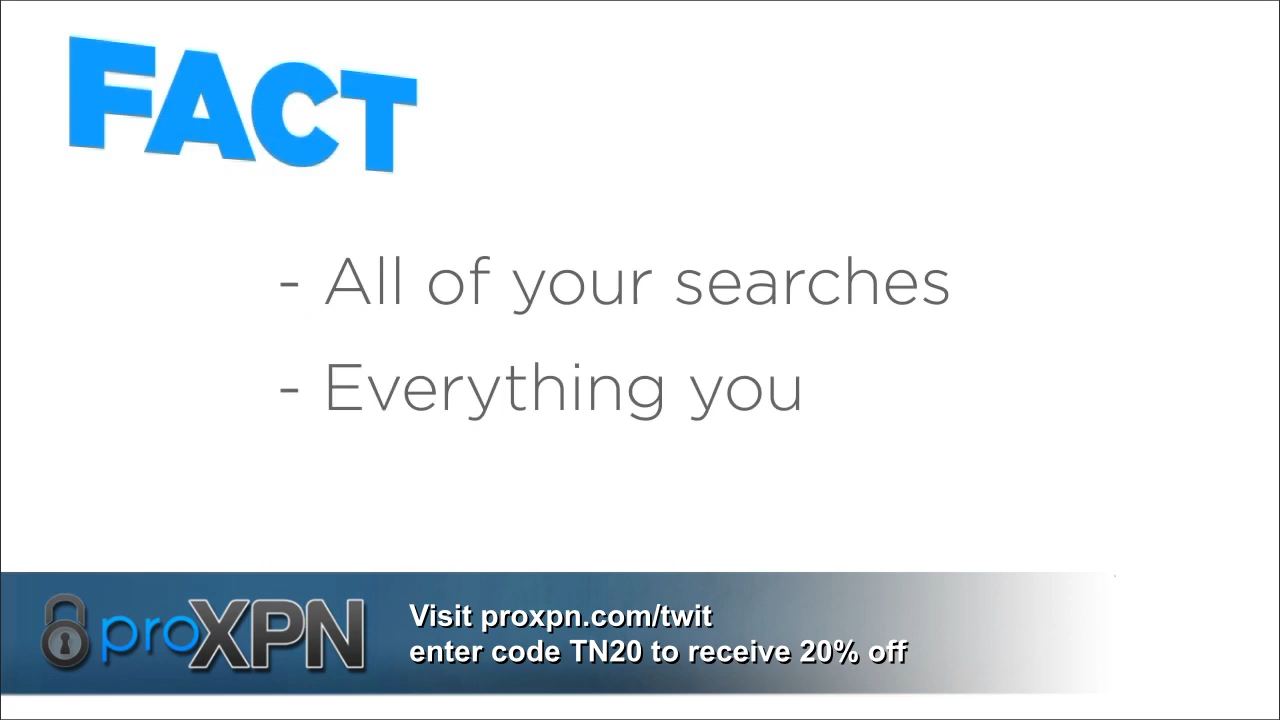 FACT
- All of your searches
- Everything you
proXPN
Visit proxpn.com/twit
enter code TN20 to receive 20% off